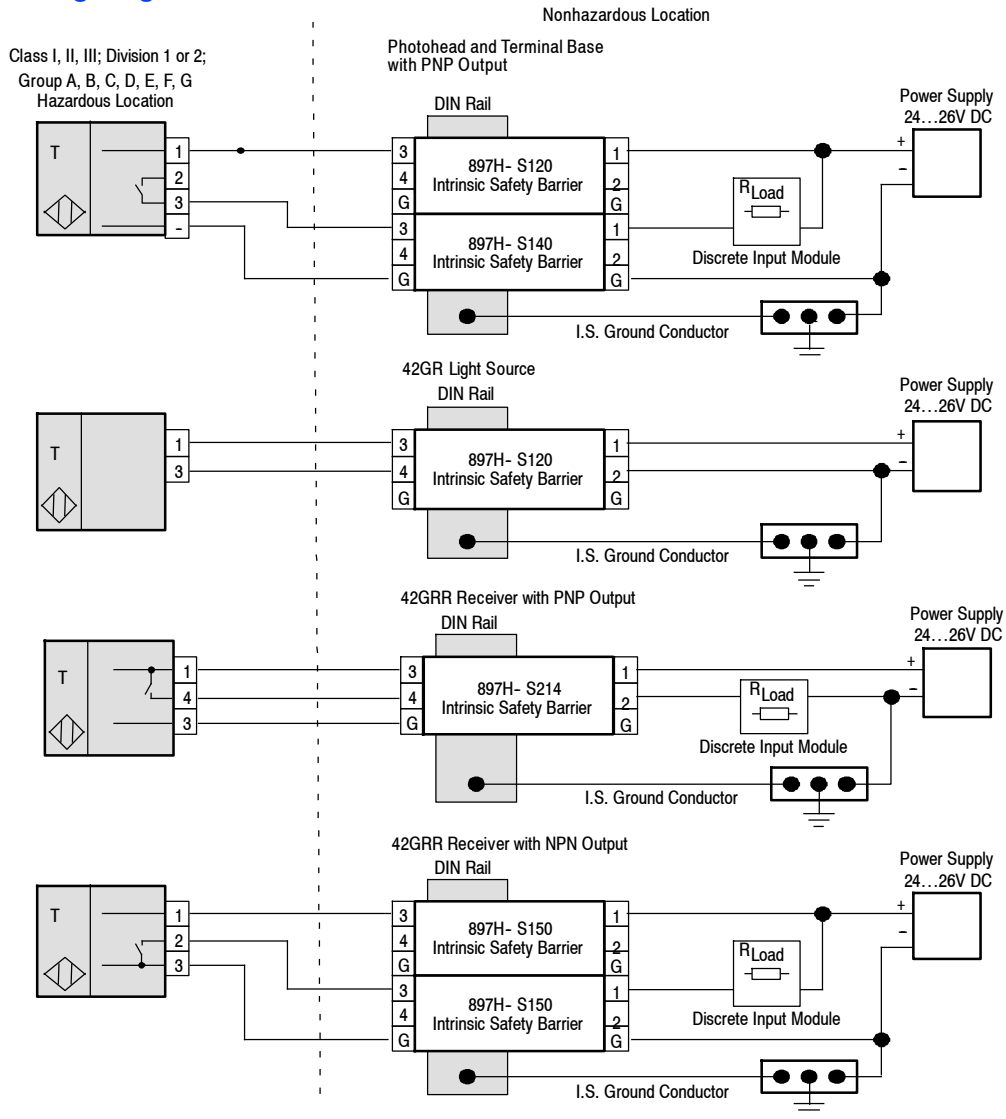 Nonhazardous Location
Class I, II, III; Division 1 or 2;
Group A, B, C, D, E, F, G
Hazardous Location
Photohead and Terminal Base
with PNP Output
DIN Rail
Power Supply
24...26V DC
T
1
2
3
-
3
4
G
897H- S120
Intrinsic Safety Barrier
1
2
G
3
4
G
897H- S140
Intrinsic Safety Barrier
1
2
G
RLoad
Discrete Input Module
+
-
I.S. Ground Conductor
42GR Light Source
DIN Rail
Power Supply
24...26V DC
T
1
3
3
4
G
897H- S120
Intrinsic Safety Barrier
1
2
G
+
-
I.S. Ground Conductor
42GRR Receiver with PNP Output
DIN Rail
Power Supply
24...26V DC
T
1
4
3
3
4
G
897H- S214
Intrinsic Safety Barrier
1
2
G
RLoad
Discrete Input Module
+
-
I.S. Ground Conductor
42GRR Receiver with NPN Output
DIN Rail
Power Supply
24...26V DC
T
1
2
3
3
4
G
897H- S150
Intrinsic Safety Barrier
1
2
G
3
4
G
897H- S150
Intrinsic Safety Barrier
1
2
G
RLoad
Discrete Input Module
+
-
I.S. Ground Conductor